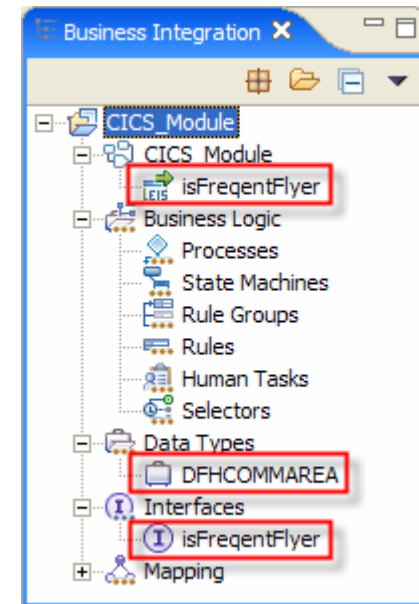 Business Integration
CICS_Module
CICS_Module
EIS isFreqentFlyer
Business Logic
Processes
State Machines
Rule Groups
Rules
Human Tasks
Selectors
Data Types
DFHCOMMAREA
Interfaces
I isFreqentFlyer
Mapping